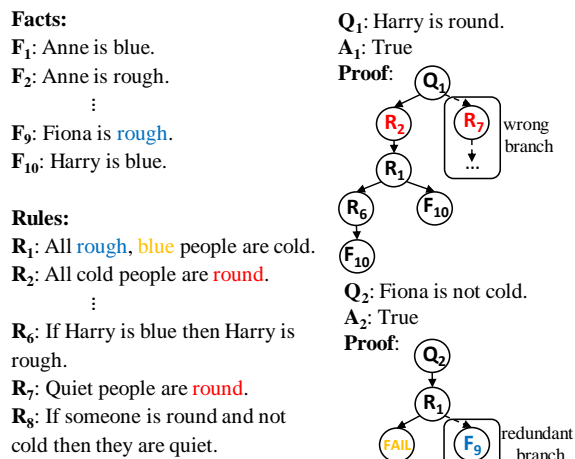 Facts:
F1: Anne is blue.
F2: Anne is rough.
⋮
F9: Fiona is rough.
F10: Harry is blue.
Rules:
R1: All rough, blue people are cold.
R2: All cold people are round.
⋮
R6: If Harry is blue then Harry is
rough.
R7: Quiet people are round.
R8: If someone is round and not
cold then they are quiet.
Q1: Harry is round.
A1: True
Proof:
Q1
R2
R7
wrong
branch
R1
...
R6
F10
F10
Q2: Fiona is not cold.
A2: True
Proof:
Q2
R1
FAIL
F9
redundant
branch